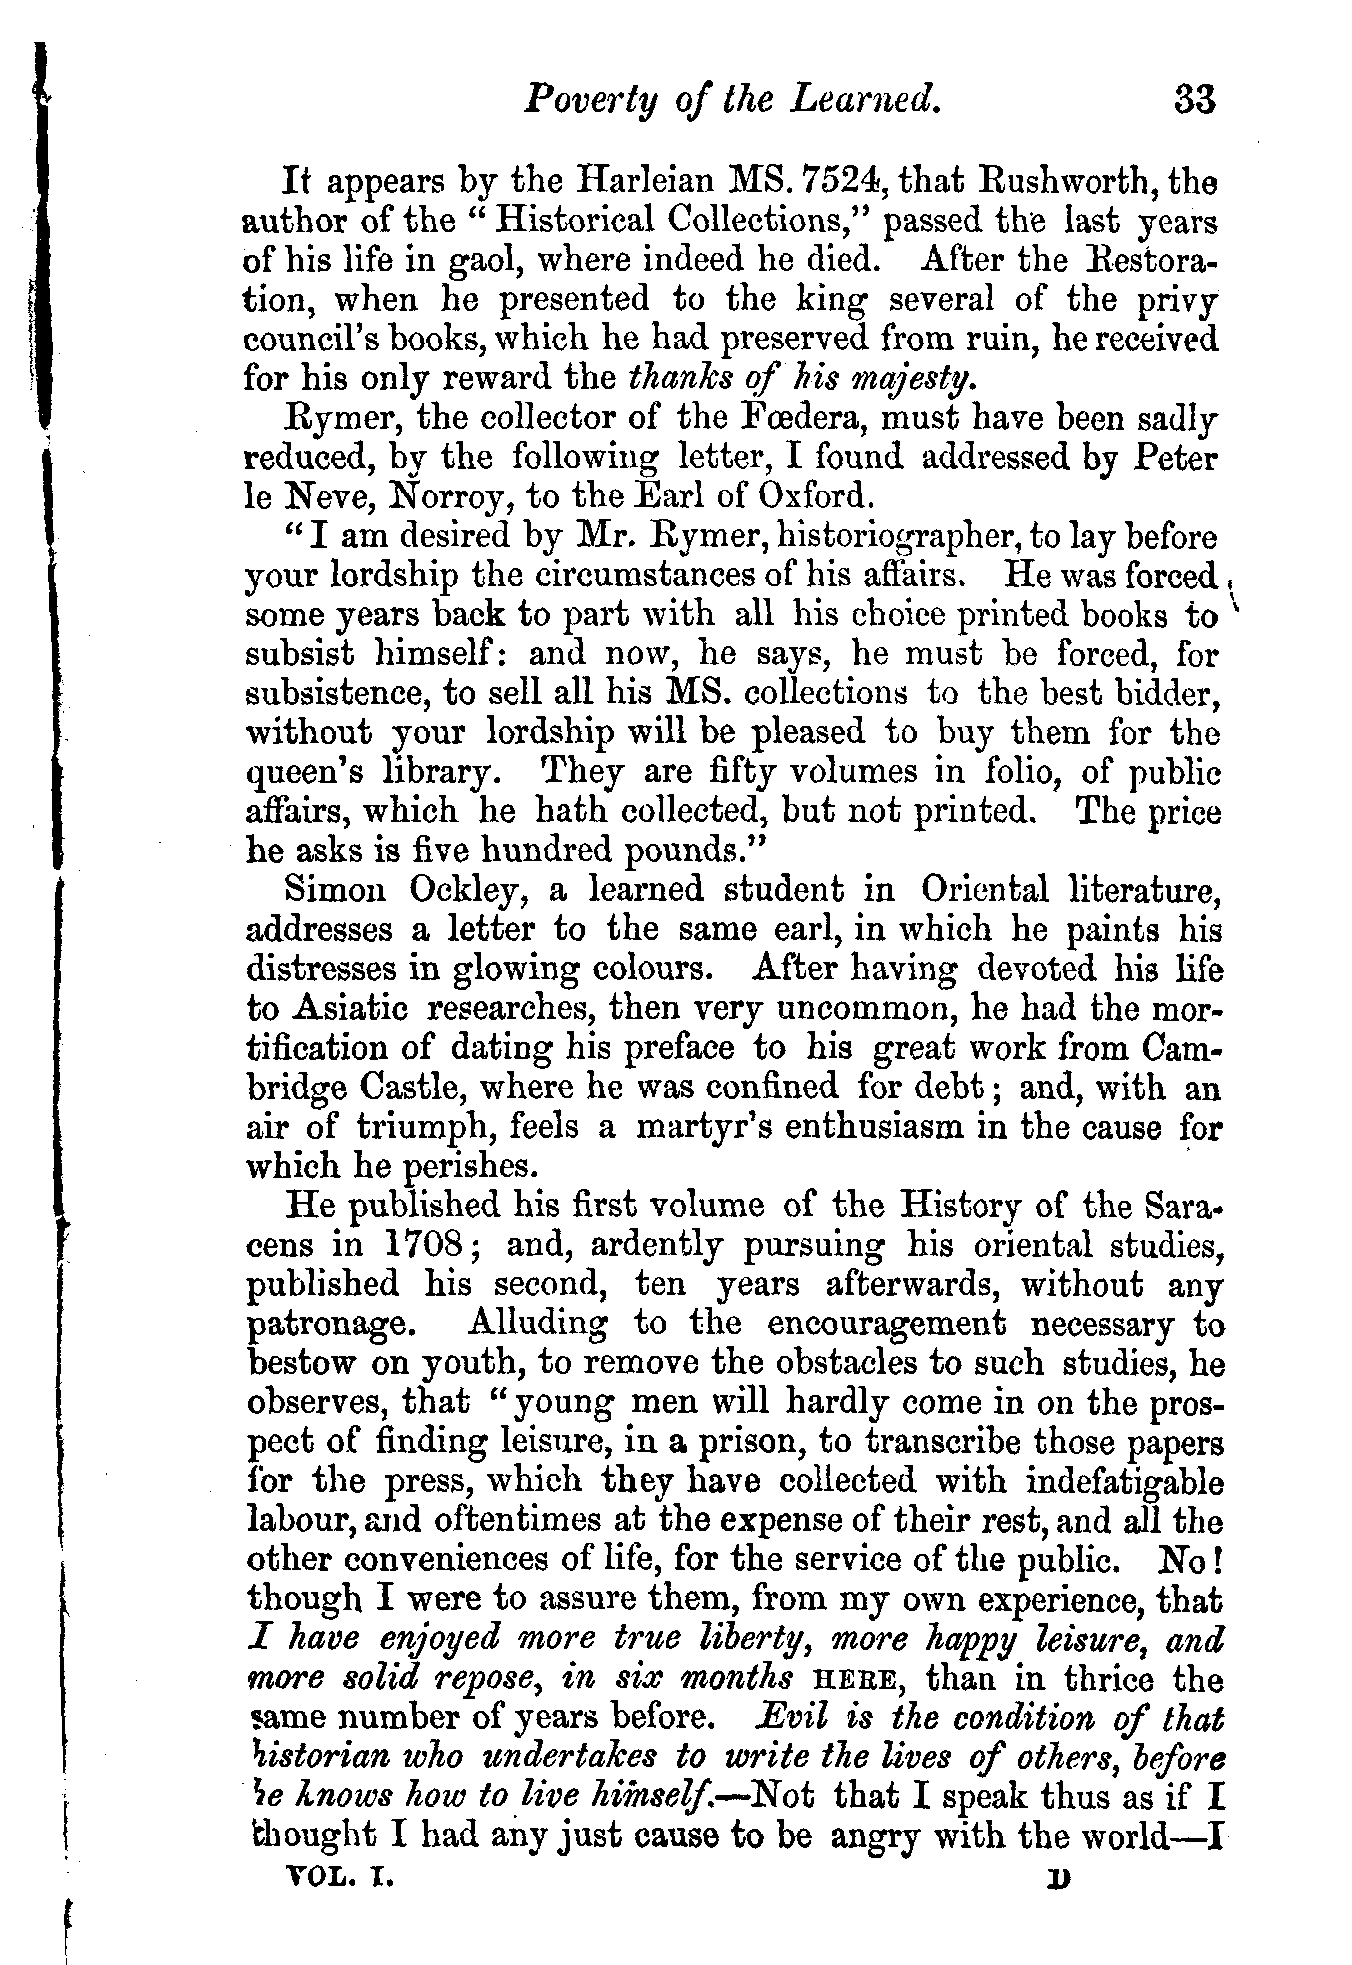 Poverty of the Learned. 33
It appears by the Harleian MS. 7524, that Rushworth, the
author of the “Historical Collections,” passed the last years
of his life in gaol, where indeed he died. After the Restora-
tion, when he presented to the king several of the privy
council's books, which he had preserved from ruin, he received
for his only reward the thanks of his majesty.
Rymer, the collector of the Fœdera, must have been sadly
reduced, by the following letter, I found addressed by Peter
le Neve, Norroy, to the Earl of Oxford.
“I am desired by Mr. Rymer, historiographer, to lay before
your lordship the circumstances of his affairs. He was forced
some years back to part with all his choice printed books to
subsist himself: and now, he says, he must be forced, for
subsistence, to sell all his MS. collections to the best bidder,
without your lordship will be pleased to buy them for the
queen's library. They are fifty volumes in folio, of public
affairs, which he hath collected, but not printed. The price
he asks is five hundred pounds.”
Simon Ockley, a learned student in Oriental literature,
addresses a letter to the same earl, in which he paints his
distresses in glowing colours. After having devoted his life
to Asiatic researches, then very uncommon, he had the mor-
tification of dating his preface to his great work from Cam-
bridge Castle, where he was confined for debt; and, with an
air of triumph, feels a martyr's enthusiasm in the cause for
which he perishes.
He published his first volume of the History of the Sara-
cens in 1708; and, ardently pursuing his oriental studies,
published his second, ten years afterwards, without any
patronage. Alluding to the encouragement necessary to
bestow on youth, to remove the obstacles to such studies, he
observes, that “young men will hardly come in on the pros-
pect of finding leisure, in a prison, to transcribe those papers
for the press, which they have collected with indefatigable
labour, and oftentimes at the expense of their rest, and all the
other conveniences of life, for the service of the public. No!
though I were to assure them, from my own experience, that
I have enjoyed more true liberty, more happy leisure, and
more solid repose, in six months HERE, than in thrice the
same number of years before. Evil is the condition of that
historian who undertakes to write the lives of others, before
he knows how to live himself.—Not that I speak thus as if I
thought I had any just cause to be angry with the world—I
VOL. I. D